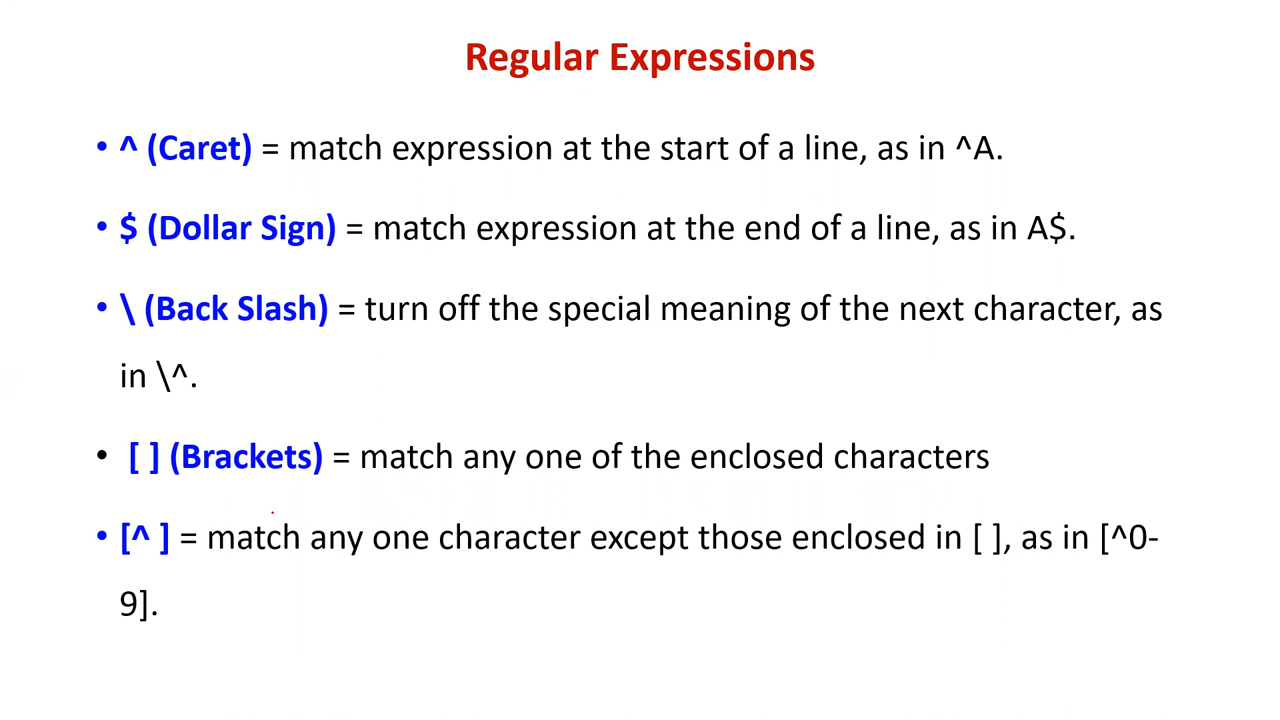 Regular Expressions
• ^ (Caret) = match expression at the start of a line, as in ^A.
• $ (Dollar Sign) = match expression at the end of a line, as in A$.
• \ (Back Slash) = turn off the special meaning of the next character, as
in \^.
• [ ] (Brackets) = match any one of the enclosed characters
• [^ ] = match any one character except those enclosed in [ ], as in [^0-
9].